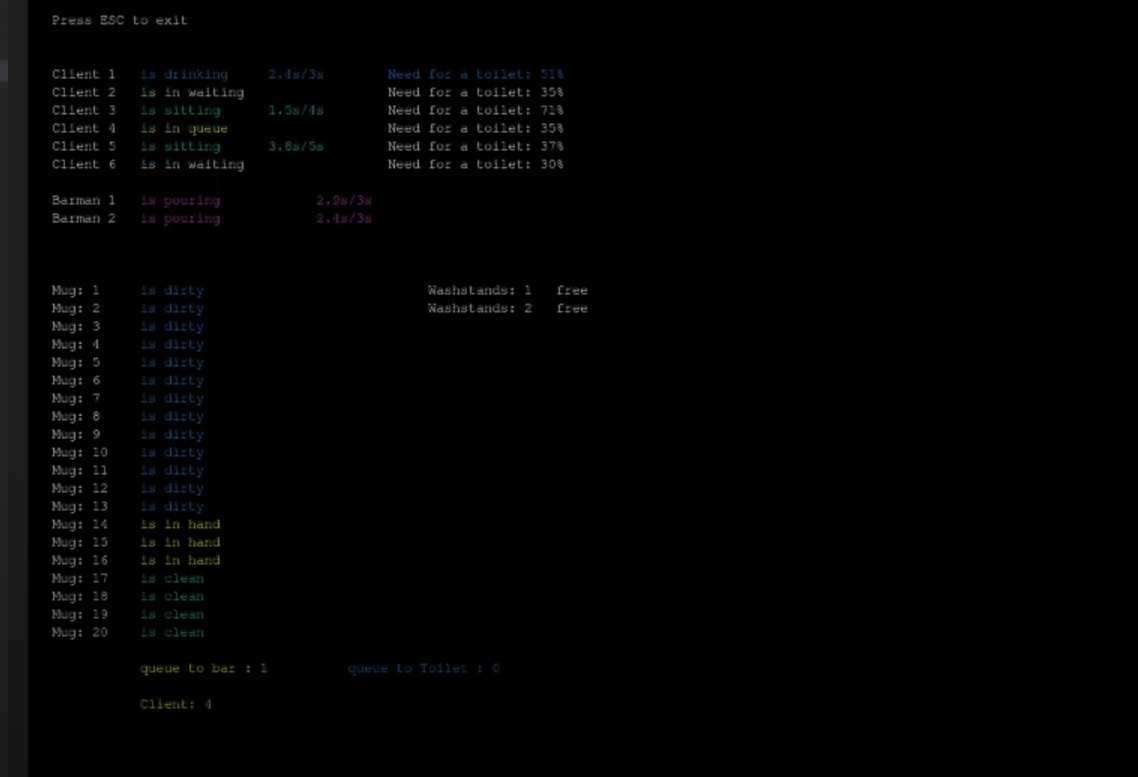 Press ESC to exit
Client 1 is drinking 2.4s/3s Need for a toilet: 51%
Client 2 is in waiting Need for a toilet: 35%
Client 3 is sitting 1.5s/4s Need for a toilet: 71%
Client 4 is in queue Need for a toilet: 35%
Client 5 is sitting 3.8s/5s Need for a toilet: 37%
Client 6 is in waiting Need for a toilet: 30%
Barman 1 is pouring 2.9s/3s
Barman 2 is pouring 2.4s/3s
Mug: 1 is dirty Washstands: 1 free
Mug: 2 is dirty Washstands: 2 free
Mug: 3 is dirty
Mug: 4 is dirty
Mug: 5 is dirty
Mug: 6 is dirty
Mug: 7 is dirty
Mug: 8 is dirty
Mug: 9 is dirty
Mug: 10 is dirty
Mug: 11 is dirty
Mug: 12 is dirty
Mug: 13 is dirty
Mug: 14 is in hand
Mug: 15 is in hand
Mug: 16 is in hand
Mug: 17 is clean
Mug: 18 is clean
Mug: 19 is clean
Mug: 20 is clean
queue to bar : 1 queue to Toilet : 0
Client: 4